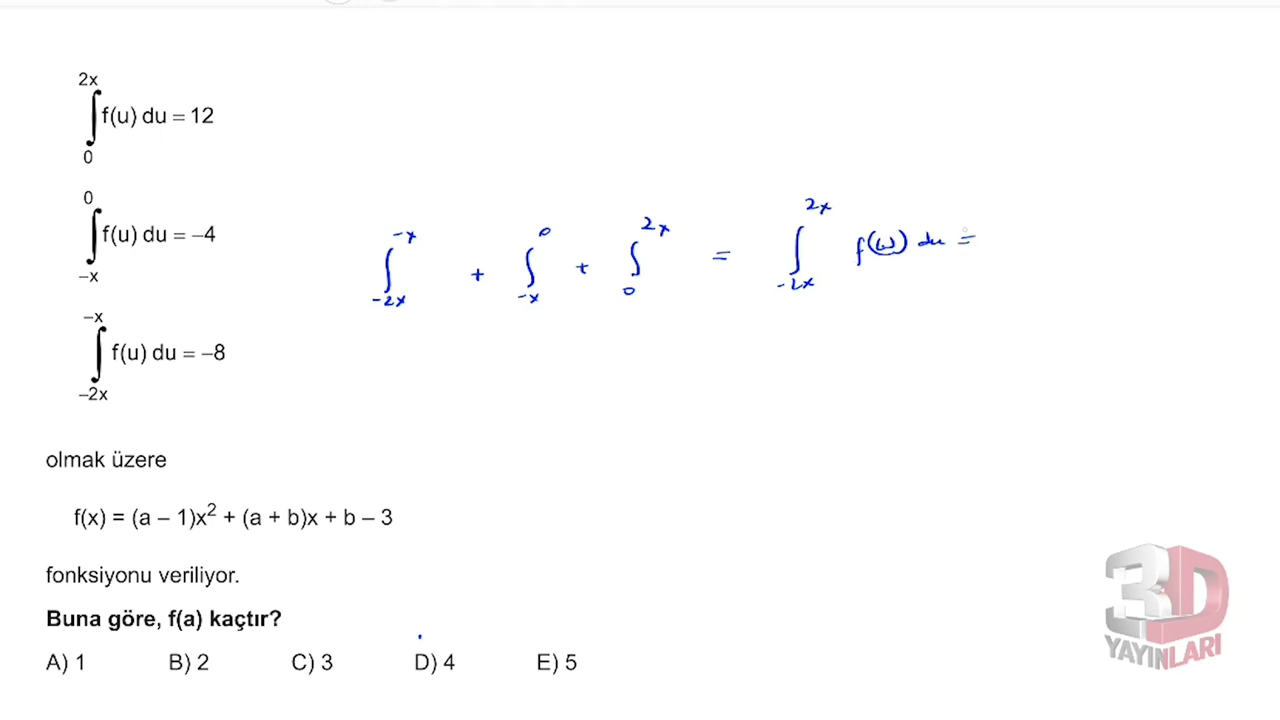 2x
∫ f(u) du = 12
0
0
∫ f(u) du = –4
–x
–x
∫ f(u) du = –8
–2x
-x 0 2x 2x
∫ + ∫ + ∫ = ∫ f(u) du =
-2x -x 0 -2x
olmak üzere
f(x) = (a – 1)x² + (a + b)x + b – 3
fonksiyonu veriliyor.
Buna göre, f(a) kaçtır?
A) 1 B) 2 C) 3 D) 4 E) 5
3D
YAYINLARI